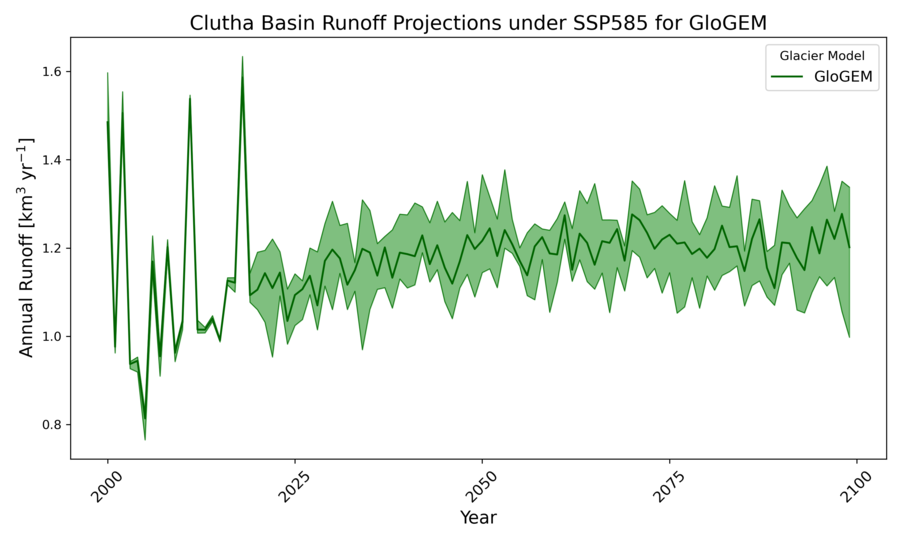 Clutha Basin Runoff Projections under SSP585 for GloGEM
Glacier Model
GloGEM
Annual Runoff [km³ yr⁻¹]
1.6
1.4
1.2
1.0
0.8
2000
2025
2050
2075
2100
Year